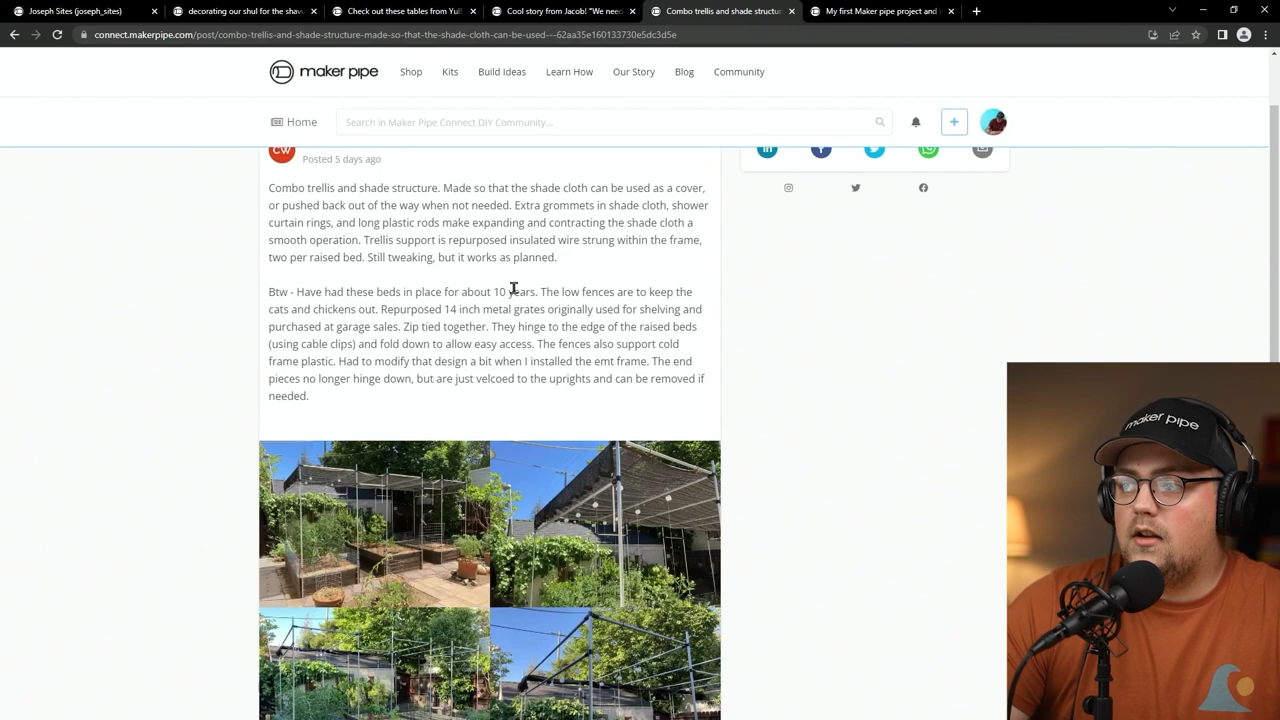 Joseph Sites (joseph_sites)
decorating our shul for the shav
Check out these tables from Yul!
Cool story from Jacob! "We need
Combo trellis and shade structur
My first Maker pipe project and
connect.makerpipe.com/post/combo-trellis-and-shade-structure-made-so-that-the-shade-cloth-can-be-used---62aa35e160133730e5dc3d5e
maker pipe
Shop
Kits
Build Ideas
Learn How
Our Story
Blog
Community
Home
Search in Maker Pipe Connect DIY Community...
CW
Posted 5 days ago
Combo trellis and shade structure. Made so that the shade cloth can be used as a cover,
or pushed back out of the way when not needed. Extra grommets in shade cloth, shower
curtain rings, and long plastic rods make expanding and contracting the shade cloth a
smooth operation. Trellis support is repurposed insulated wire strung within the frame,
two per raised bed. Still tweaking, but it works as planned.
Btw - Have had these beds in place for about 10 years. The low fences are to keep the
cats and chickens out. Repurposed 14 inch metal grates originally used for shelving and
purchased at garage sales. Zip tied together. They hinge to the edge of the raised beds
(using cable clips) and fold down to allow easy access. The fences also support cold
frame plastic. Had to modify that design a bit when I installed the emt frame. The end
pieces no longer hinge down, but are just velcoed to the uprights and can be removed if
needed.
maker pipe